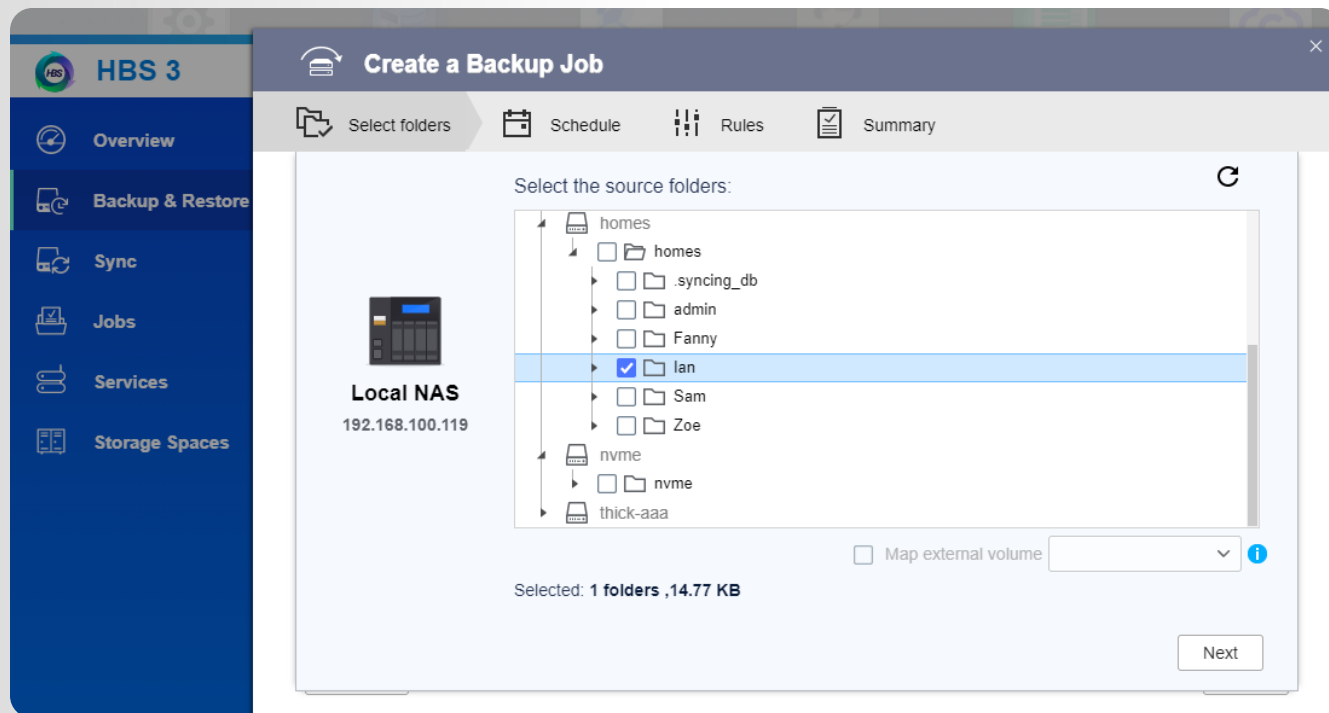 HBS
HBS 3
Create a Backup Job
Select folders
Schedule
Rules
Summary
Overview
Backup & Restore
Sync
Jobs
Services
Storage Spaces
Local NAS
192.168.100.119
Select the source folders:
homes
homes
.syncing_db
admin
Fanny
Ian
Sam
Zoe
nvme
nvme
thick-aaa
Map external volume
Selected: 1 folders ,14.77 KB
Next